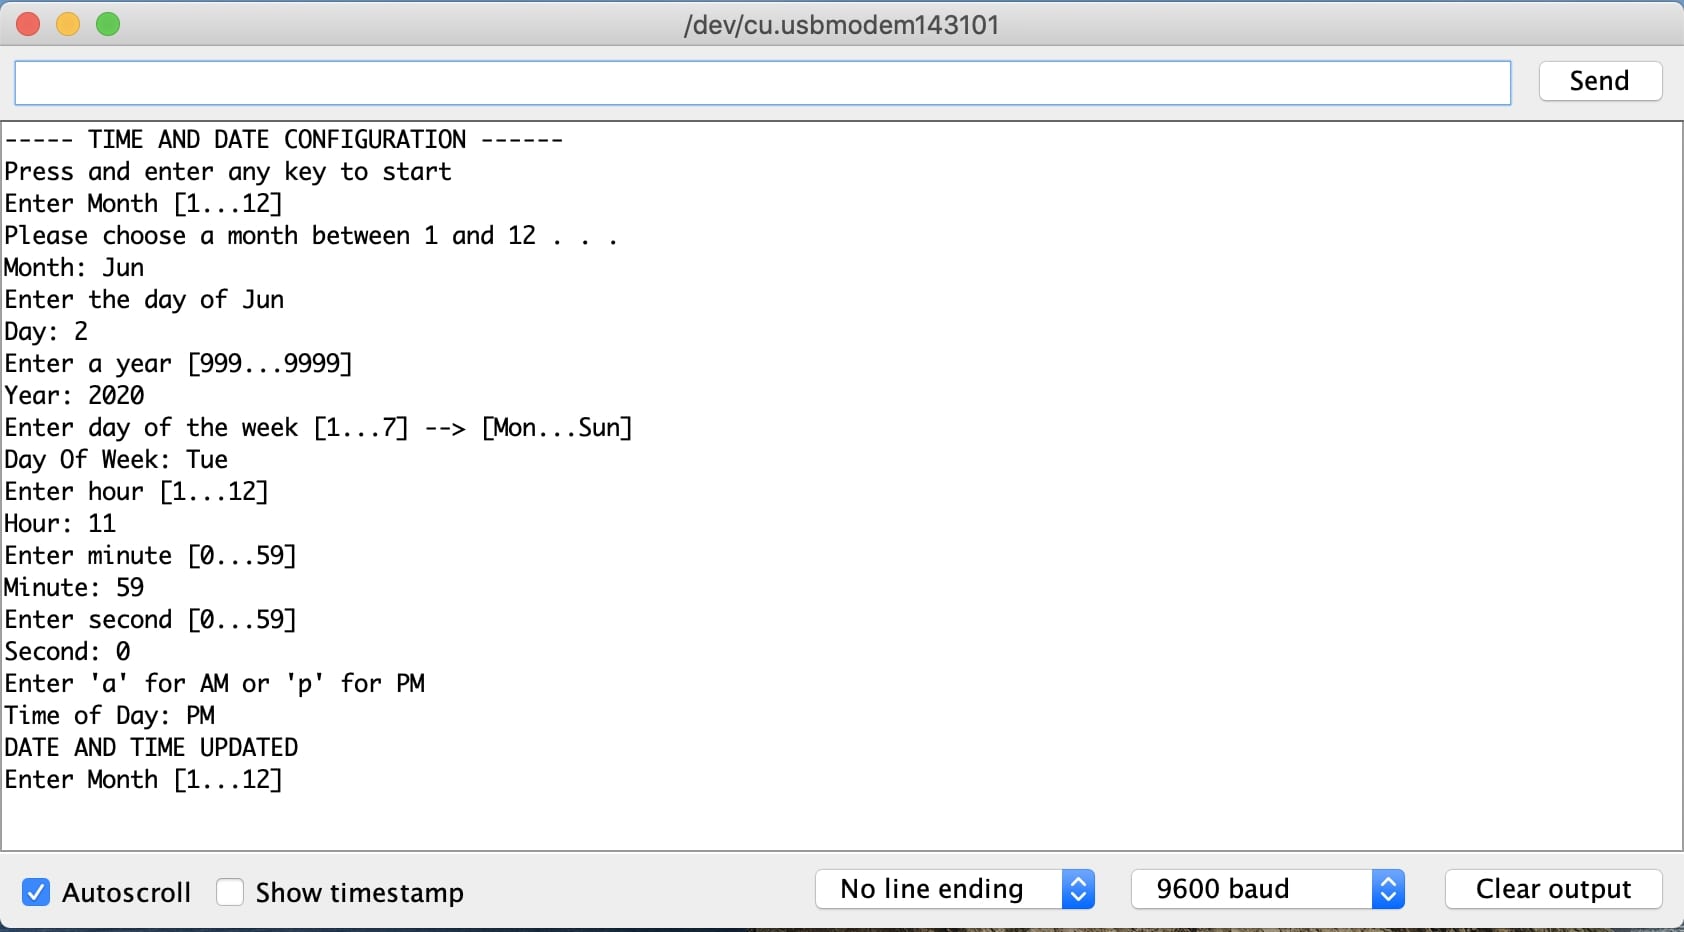 /dev/cu.usbmodem143101
Send
----- TIME AND DATE CONFIGURATION ------
Press and enter any key to start
Enter Month [1...12]
Please choose a month between 1 and 12 . . .
Month: Jun
Enter the day of Jun
Day: 2
Enter a year [999...9999]
Year: 2020
Enter day of the week [1...7] --> [Mon...Sun]
Day Of Week: Tue
Enter hour [1...12]
Hour: 11
Enter minute [0...59]
Minute: 59
Enter second [0...59]
Second: 0
Enter 'a' for AM or 'p' for PM
Time of Day: PM
DATE AND TIME UPDATED
Enter Month [1...12]
Autoscroll Show timestamp No line ending 9600 baud Clear output